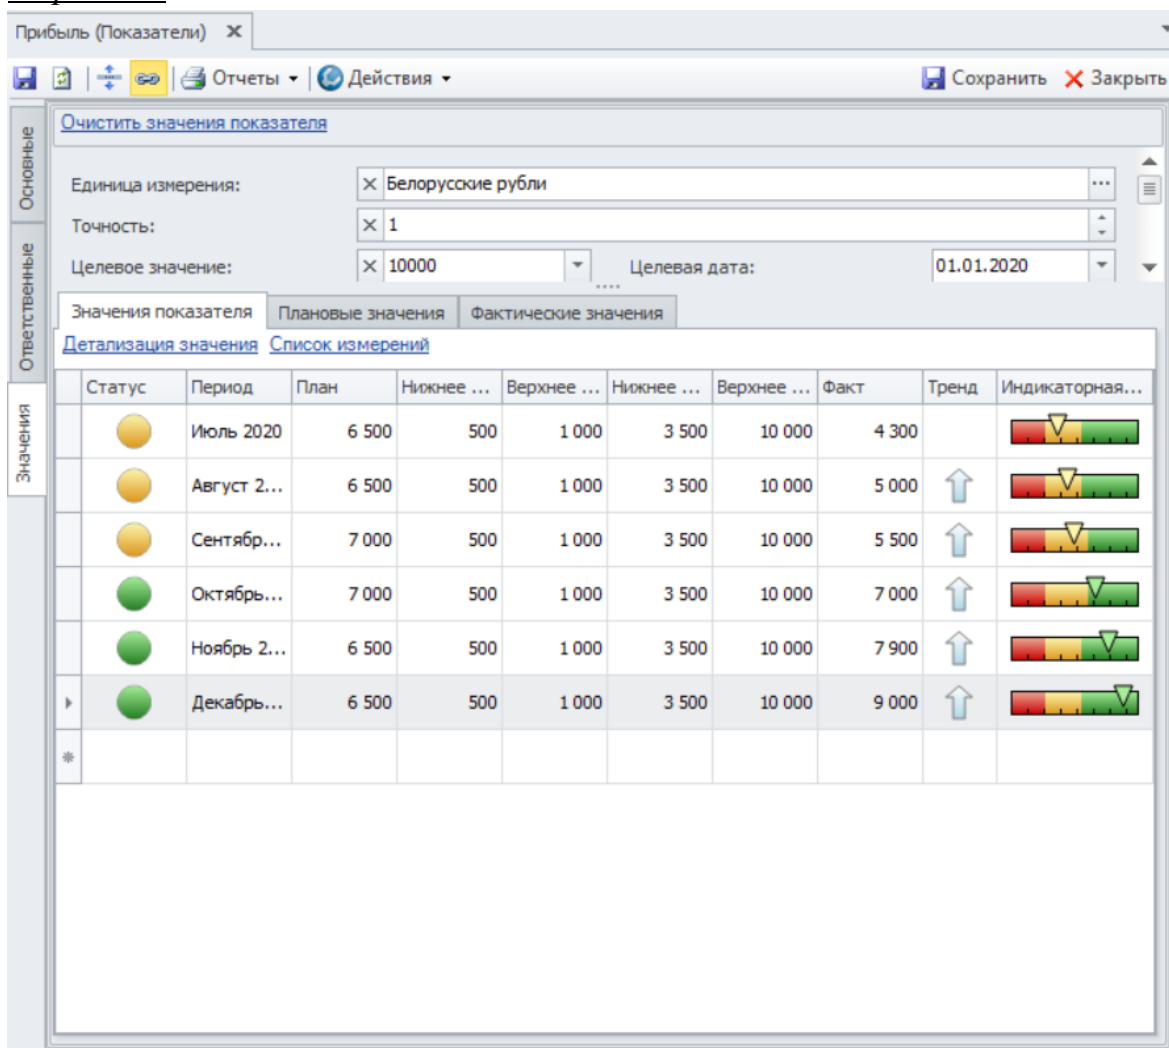 Прибыль (Показатели)
Отчеты Действия Сохранить Закрыть
Основные
Ответственные
Значения
Очистить значения показателя
Единица измерения: Белорусские рубли ...
Точность: 1
Целевое значение: 10000 Целевая дата: 01.01.2020
Значения показателя Плановые значения Фактические значения
Детализация значения Список измерений
Статус Период План Нижнее ... Верхнее ... Нижнее ... Верхнее ... Факт Тренд Индикаторная...
Июль 2020 6 500 500 1 000 3 500 10 000 4 300
Август 2... 6 500 500 1 000 3 500 10 000 5 000
Сентябр... 7 000 500 1 000 3 500 10 000 5 500
Октябрь... 7 000 500 1 000 3 500 10 000 7 000
Ноябрь 2... 6 500 500 1 000 3 500 10 000 7 900
Декабрь... 6 500 500 1 000 3 500 10 000 9 000